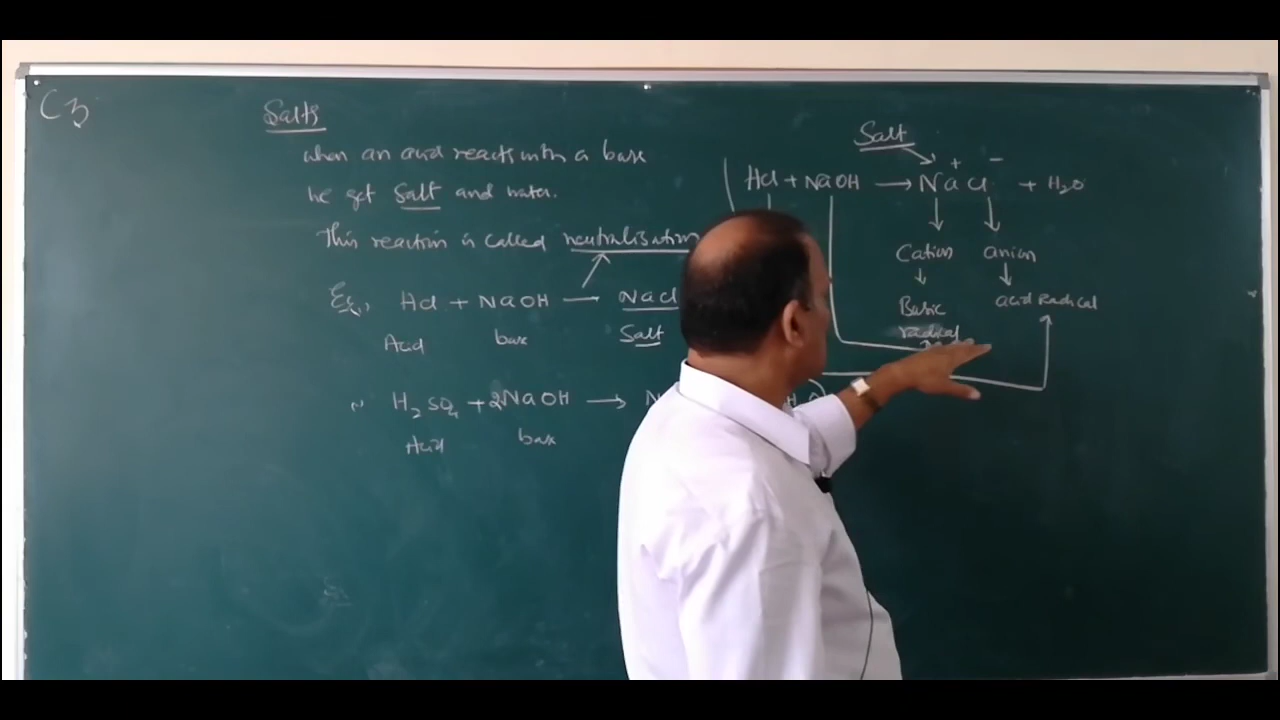 C3
Salts
when an acid reacts with a base
we get Salt and water.
This reaction is called neutralisation
Eg., HCl + NaOH → NaCl
Acid base Salt
" H2SO4 + 2NaOH → N
Acid base
Salt
+ −
HCl + NaOH → NaCl + H2O
Cation anion
Basic acid Radical
radical